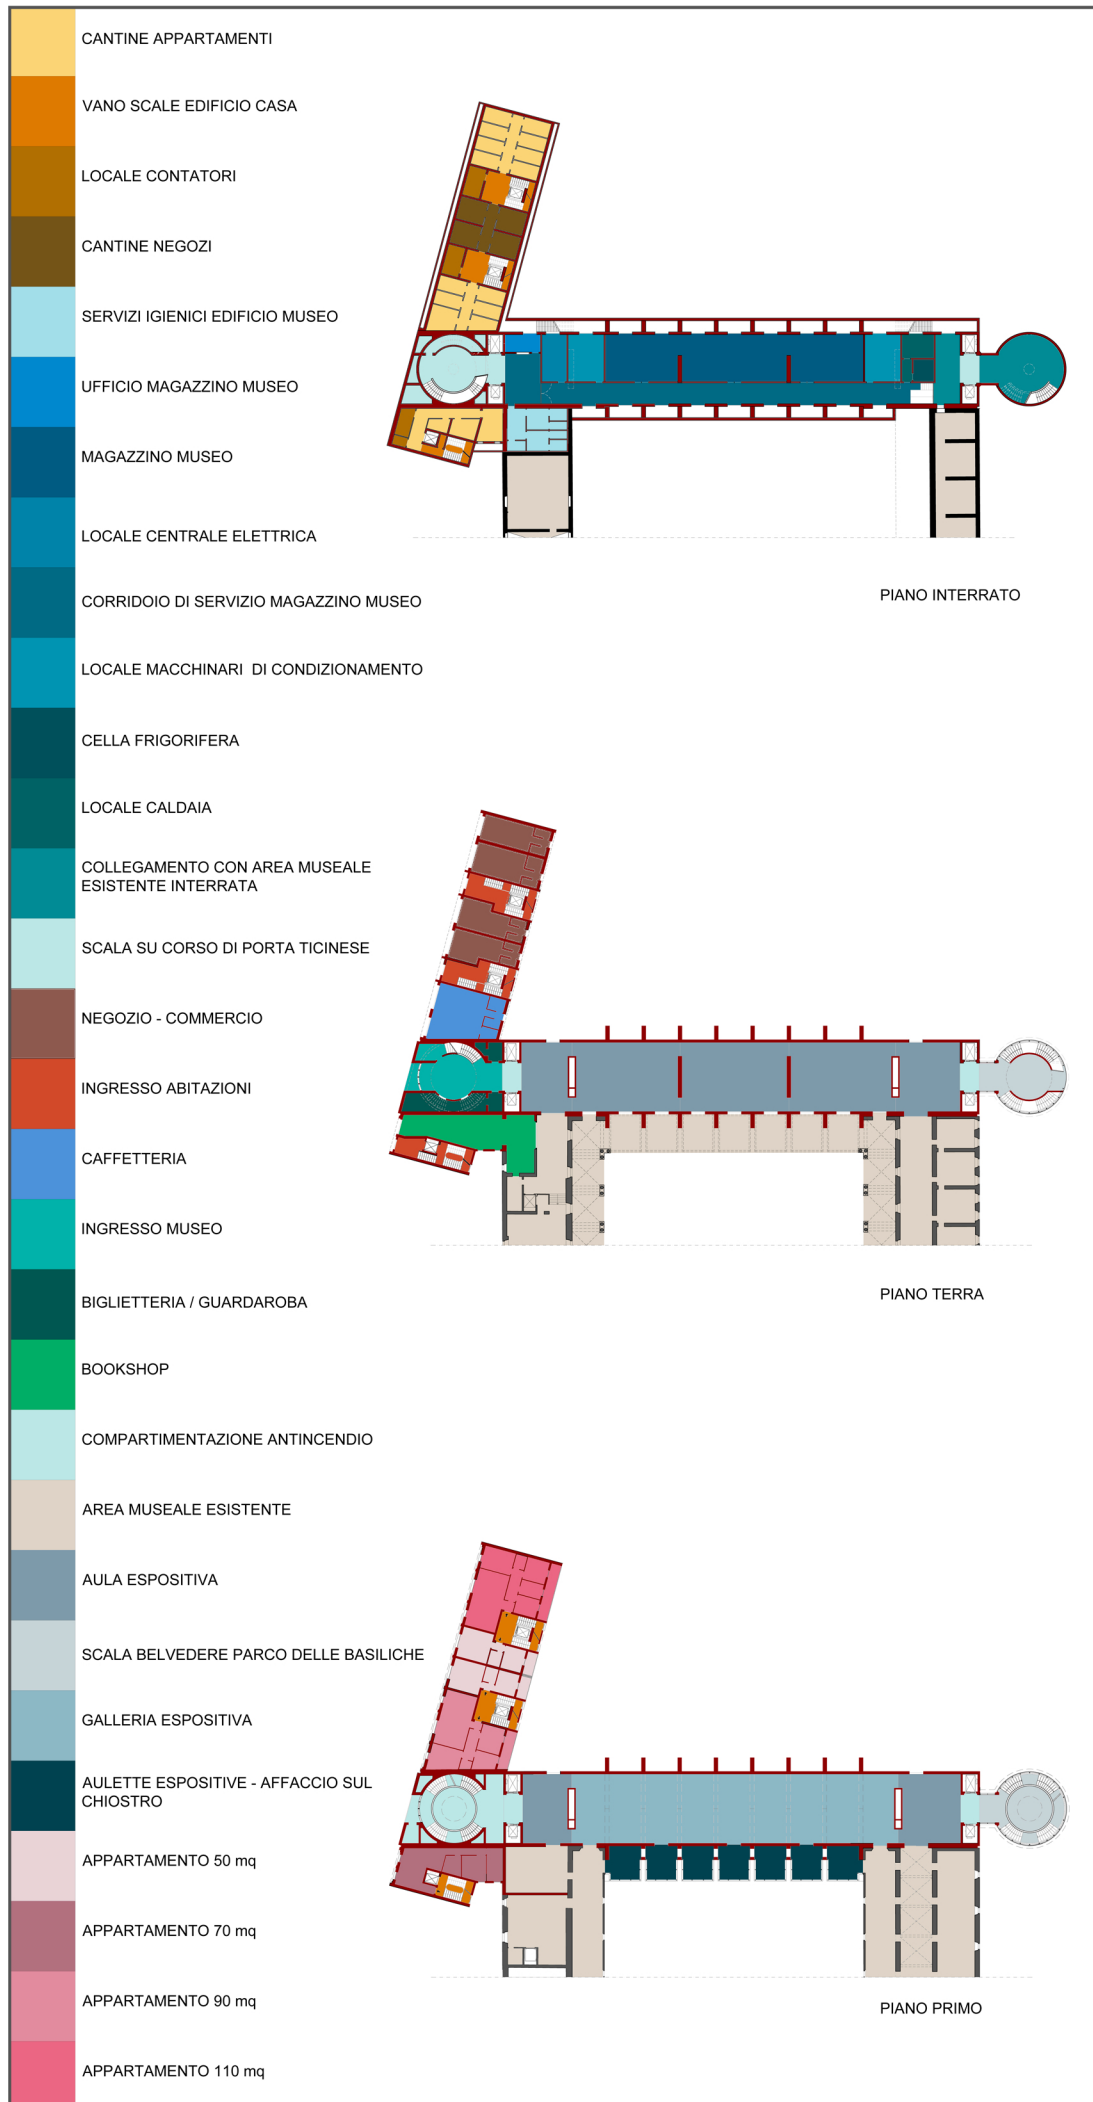 CANTINE APPARTAMENTI
VANO SCALE EDIFICIO CASA
LOCALE CONTATORI
CANTINE NEGOZI
SERVIZI IGIENICI EDIFICIO MUSEO
UFFICIO MAGAZZINO MUSEO
MAGAZZINO MUSEO
LOCALE CENTRALE ELETTRICA
CORRIDOIO DI SERVIZIO MAGAZZINO MUSEO
LOCALE MACCHINARI DI CONDIZIONAMENTO
CELLA FRIGORIFERA
LOCALE CALDAIA
COLLEGAMENTO CON AREA MUSEALE
ESISTENTE INTERRATA
SCALA SU CORSO DI PORTA TICINESE
NEGOZIO - COMMERCIO
INGRESSO ABITAZIONI
CAFFETTERIA
INGRESSO MUSEO
BIGLIETTERIA / GUARDAROBA
BOOKSHOP
COMPARTIMENTAZIONE ANTINCENDIO
AREA MUSEALE ESISTENTE
AULA ESPOSITIVA
SCALA BELVEDERE PARCO DELLE BASILICHE
GALLERIA ESPOSITIVA
AULETTE ESPOSITIVE - AFFACCIO SUL
CHIOSTRO
APPARTAMENTO 50 mq
APPARTAMENTO 70 mq
APPARTAMENTO 90 mq
APPARTAMENTO 110 mq
PIANO INTERRATO
PIANO TERRA
PIANO PRIMO